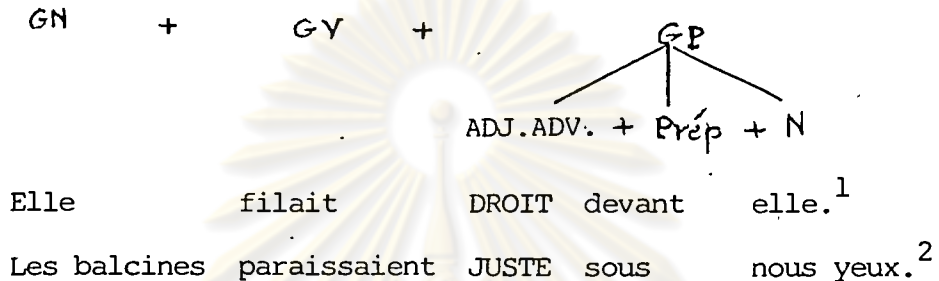 GN + GV + GP
ADJ.ADV. + Prép + N
Elle filait DROIT devant elle.1
Les balcines paraissaient JUSTE sous nous yeux.2